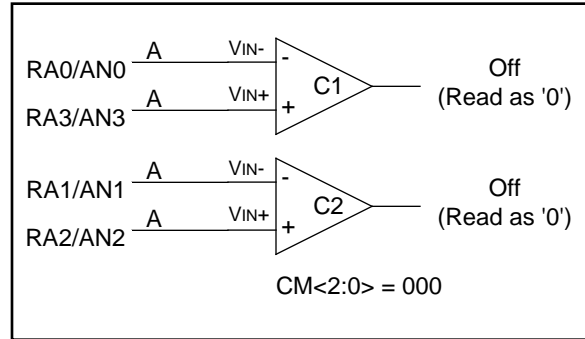 A VIN-
RA0/AN0 - Off
C1
A VIN+ (Read as '0')
RA3/AN3 +
A VIN-
RA1/AN1 - Off
C2
A VIN+ (Read as '0')
RA2/AN2 +
CM<2:0> = 000